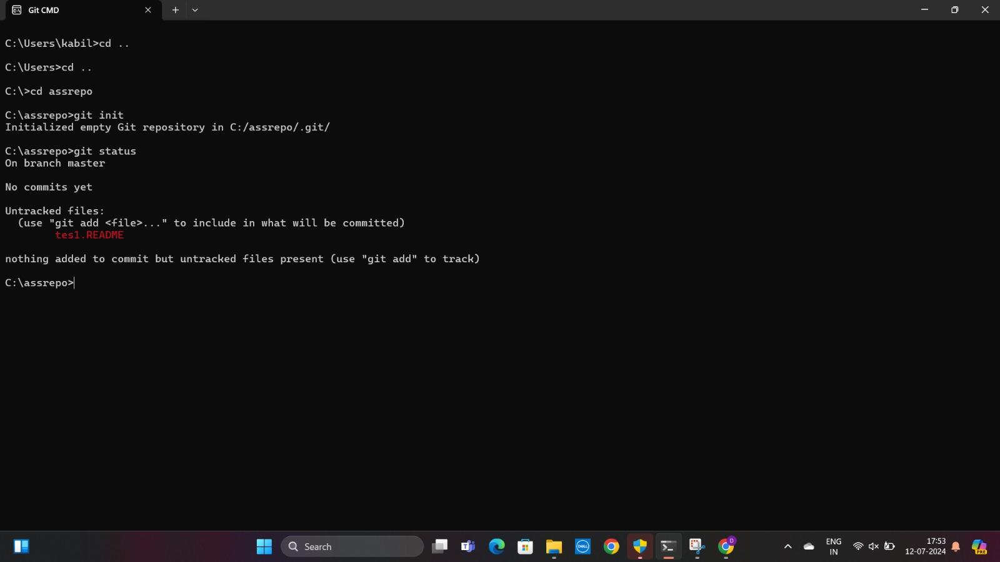 Git CMD
C:\Users\kabil>cd ..
C:\Users>cd ..
C:\>cd assrepo
C:\assrepo>git init
Initialized empty Git repository in C:/assrepo/.git/
C:\assrepo>git status
On branch master
No commits yet
Untracked files:
(use "git add <file>..." to include in what will be committed)
tes1.README
nothing added to commit but untracked files present (use "git add" to track)
C:\assrepo>
Search
DELL
D
ENG
IN
17:53
12-07-2024
PRE